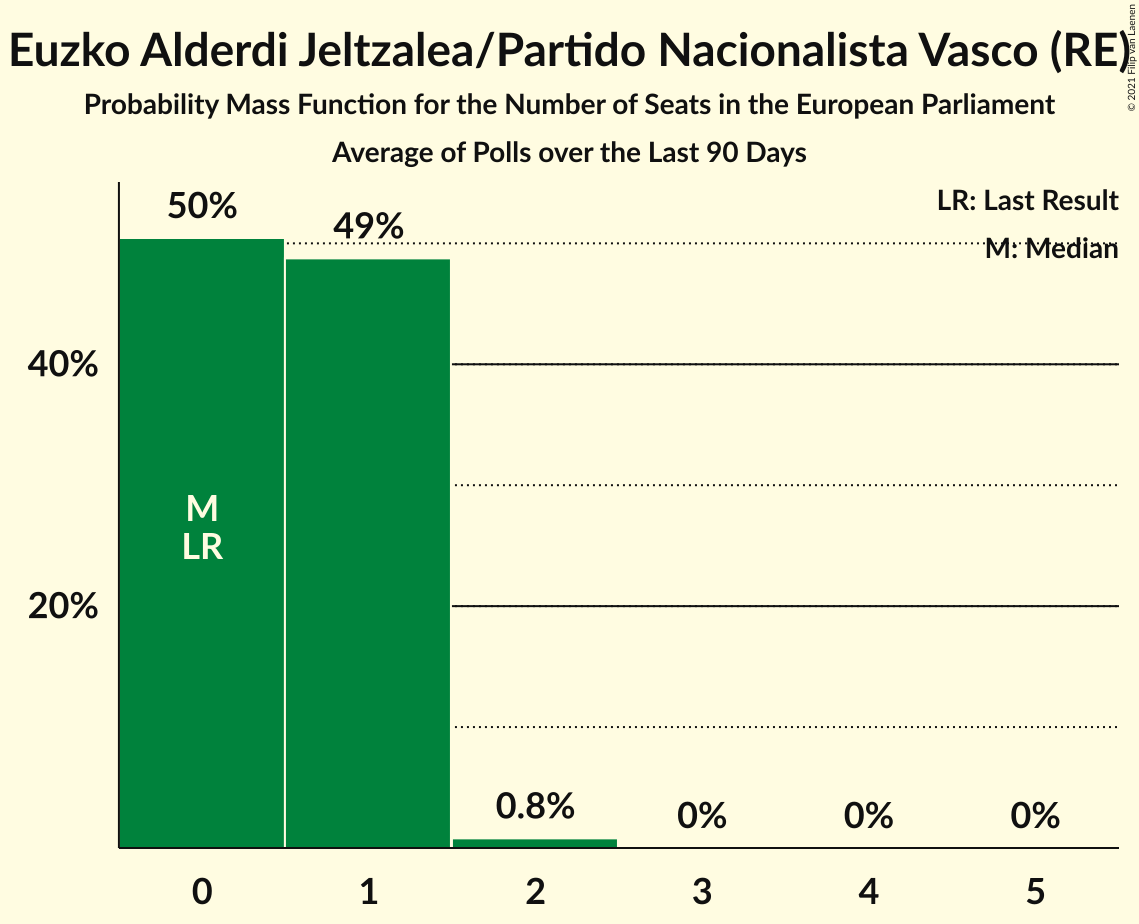 Euzko Alderdi Jeltzalea/Partido Nacionalista Vasco (RE)
© 2021 Filip van Laenen
Probability Mass Function for the Number of Seats in the European Parliament
Average of Polls over the Last 90 Days
LR: Last Result
M: Median
50%
49%
40%
M
LR
20%
0.8%
0%
0%
0%
0
1
2
3
4
5